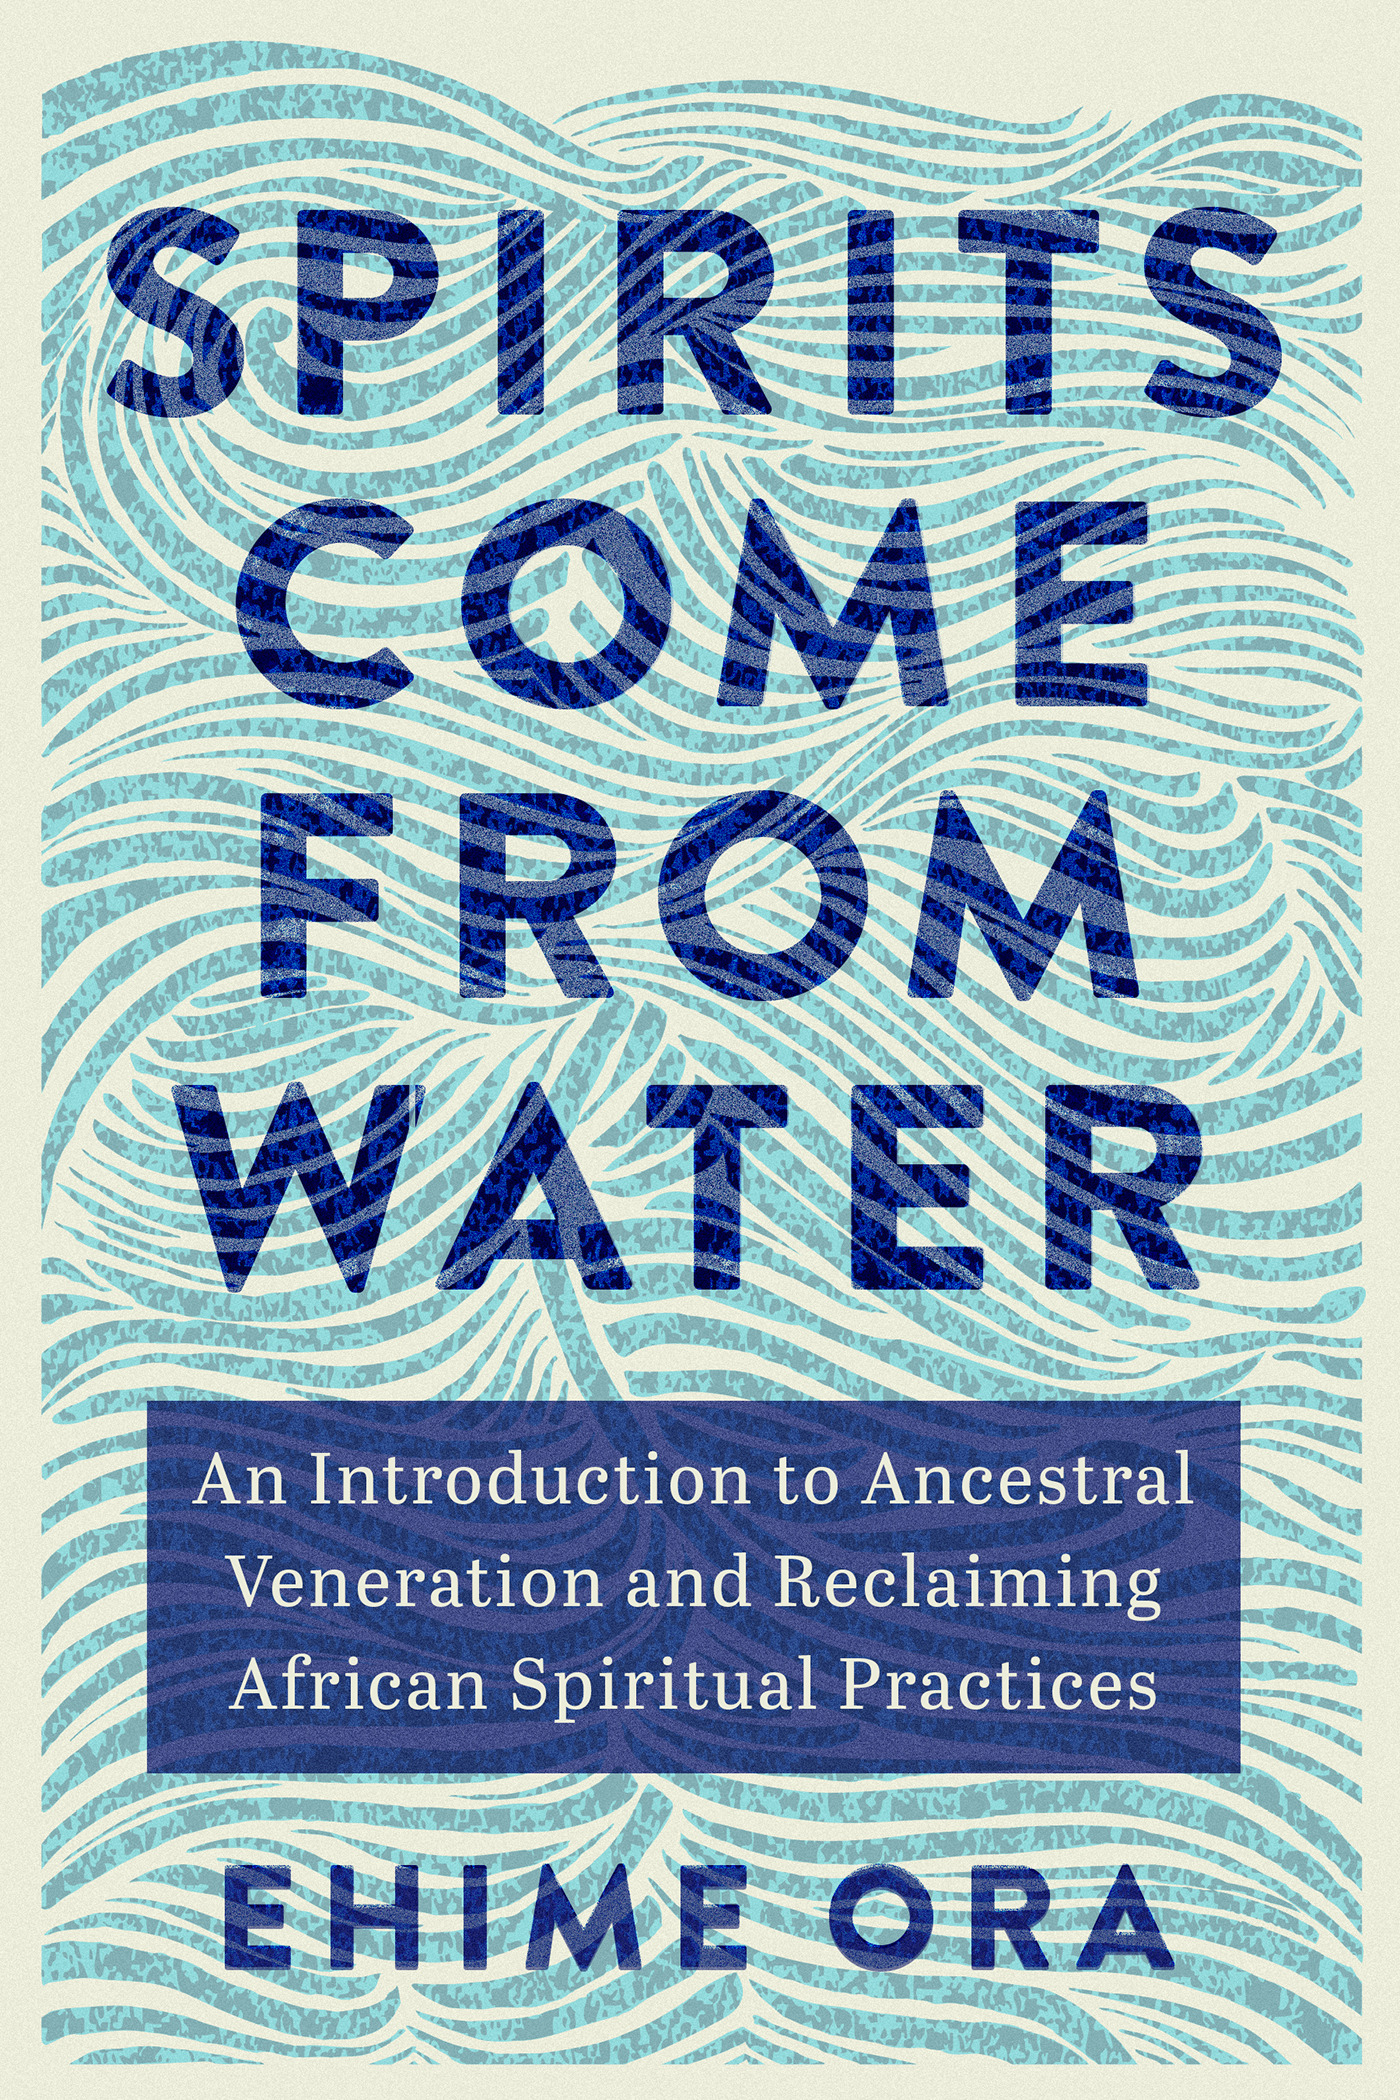 SPIRITS
COME
FROM
WATER
An Introduction to Ancestral
Veneration and Reclaiming
African Spiritual Practices
EHIME ORA